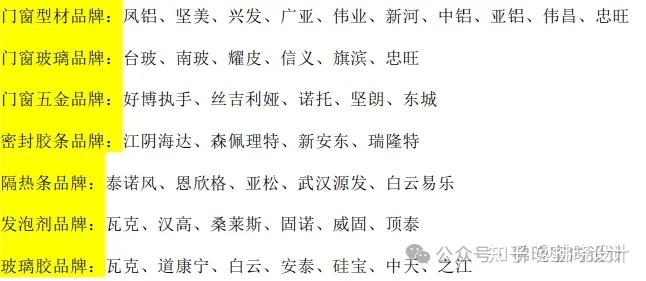 门窗型材品牌：凤铝、坚美、兴发、广亚、伟业、新河、中铝、亚铝、伟昌、忠旺
门窗玻璃品牌：台玻、南玻、耀皮、信义、旗滨、忠旺
门窗五金品牌：好博执手、丝吉利娅、诺托、坚朗、东城
密封胶条品牌：江阴海达、森佩理特、新安东、瑞隆特
隔热条品牌：泰诺风、恩欣格、亚松、武汉源发、白云易乐
发泡剂品牌：瓦克、汉高、桑莱斯、固诺、威固、顶泰
玻璃胶品牌：瓦克、道康宁、白云、安泰、硅宝、中天、之江
公众号
知乎
设计